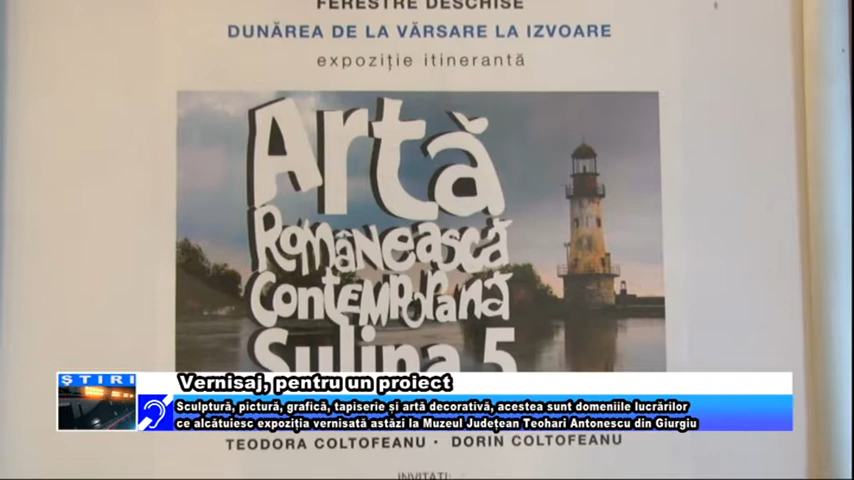 FERESTRE DESCHISE
DUNĂREA DE LA VĂRSARE LA IZVOARE
expoziție itinerantă
Artă
Românească
Contemporană
Sulina 5
ȘTIRI
Vernisaj, pentru un proiect
Sculptură, pictură, grafică, tapiserie și artă decorativă, acestea sunt domeniile lucrărilor
ce alcătuiesc expoziția vernisată astăzi la Muzeul Județean Teohari Antonescu din Giurgiu
TEODORA COLTOFEANU · DORIN COLTOFEANU
INVITAȚI: